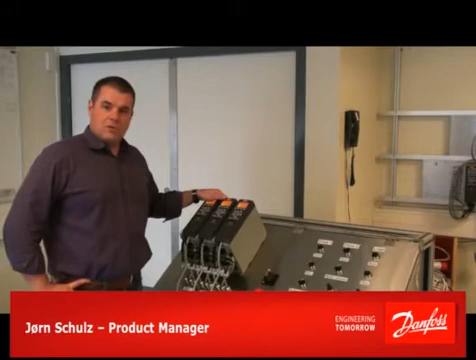 Jørn Schulz – Product Manager
ENGINEERING
TOMORROW
Danfoss